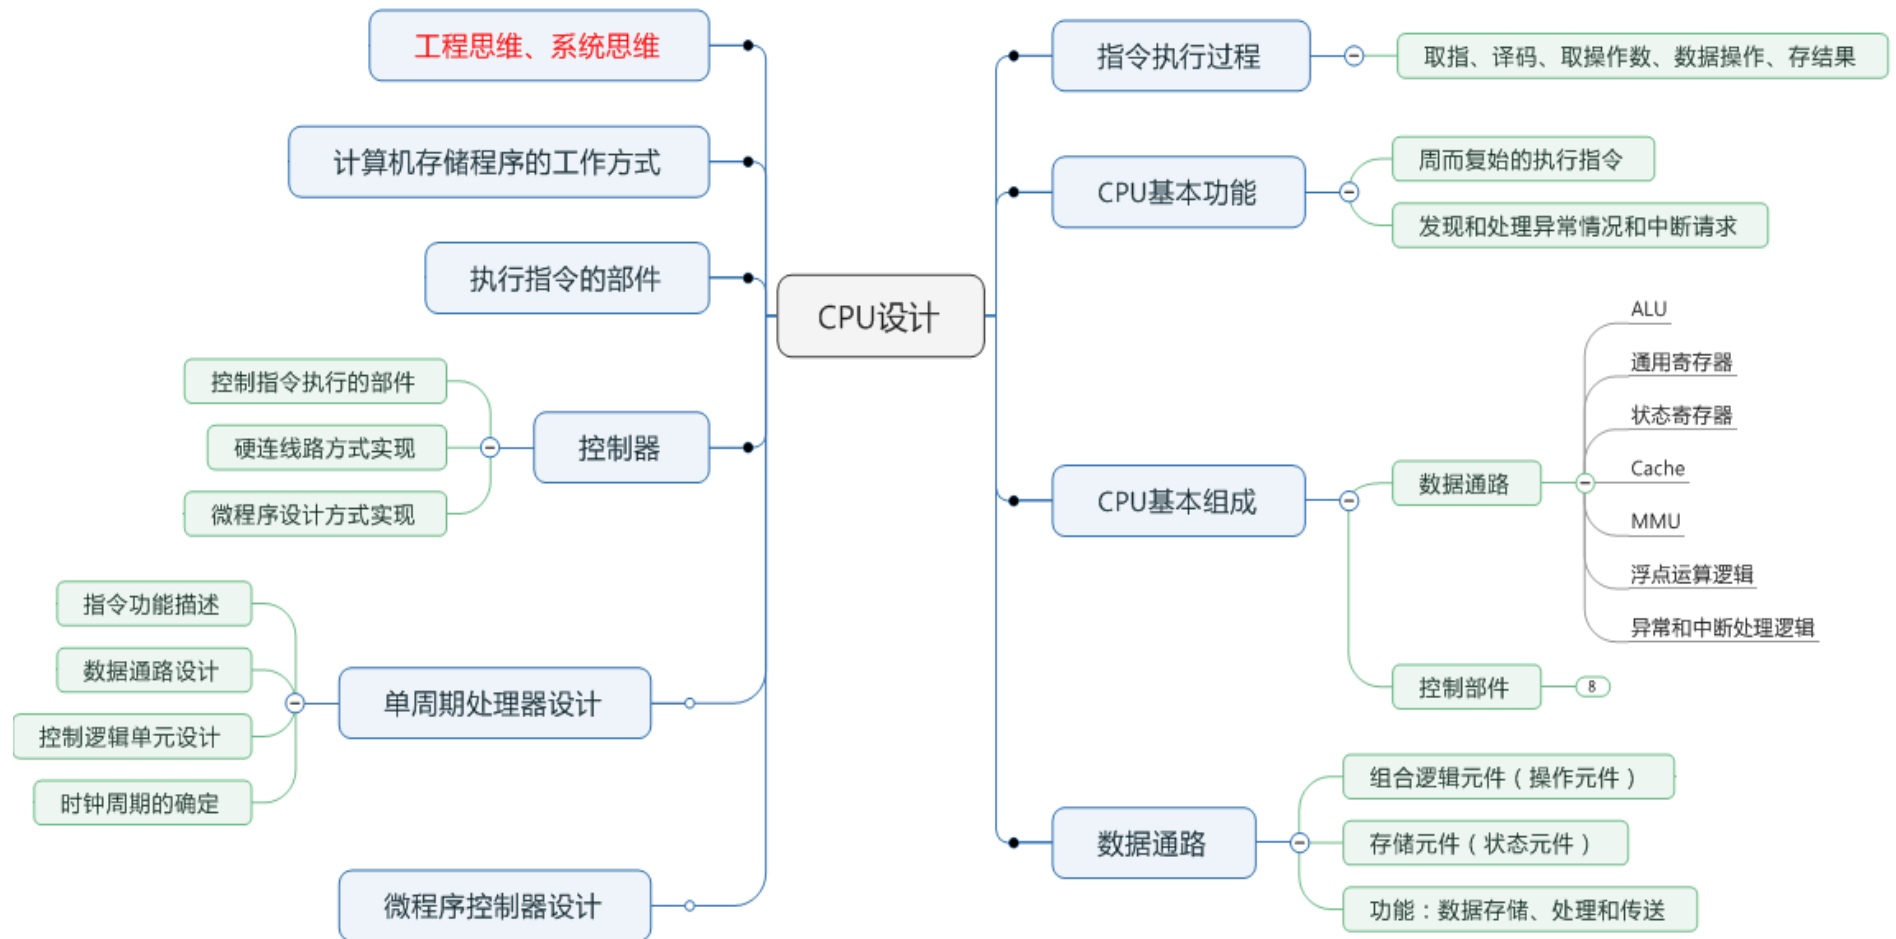 CPU设计
指令执行过程
取指、译码、取操作数、数据操作、存结果
CPU基本功能
周而复始的执行指令
发现和处理异常情况和中断请求
CPU基本组成
数据通路
ALU
通用寄存器
状态寄存器
Cache
MMU
浮点运算逻辑
异常和中断处理逻辑
控制部件
8
数据通路
组合逻辑元件（操作元件）
存储元件（状态元件）
功能：数据存储、处理和传送
工程思维、系统思维
计算机存储程序的工作方式
执行指令的部件
控制器
控制指令执行的部件
硬连线路方式实现
微程序设计方式实现
单周期处理器设计
指令功能描述
数据通路设计
控制逻辑单元设计
时钟周期的确定
微程序控制器设计